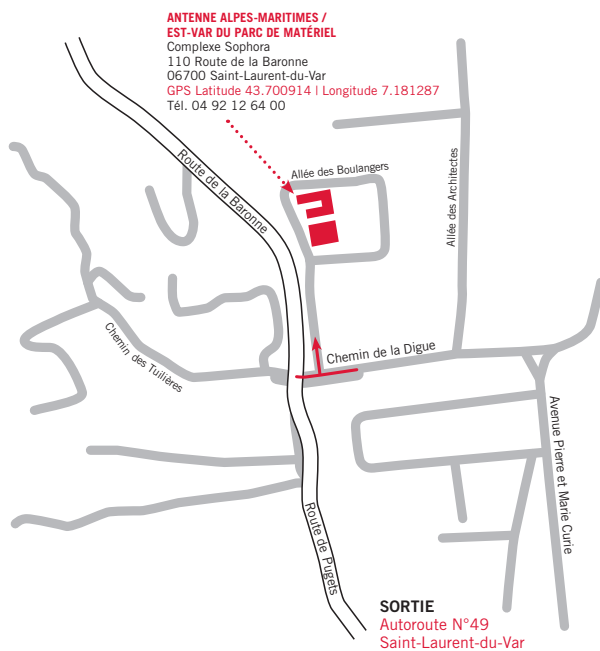 ANTENNE ALPES-MARITIMES /
EST-VAR DU PARC DE MATÉRIEL
Complexe Sophora
110 Route de la Baronne
06700 Saint-Laurent-du-Var
GPS Latitude 43.700914 | Longitude 7.181287
Tél. 04 92 12 64 00
Route de la Baronne
Allée des Boulangers
Allée des Architectes
Chemin des Tuilières
Chemin de la Digue
Avenue Pierre et Marie Curie
Route de Pugets
SORTIE
Autoroute N°49
Saint-Laurent-du-Var